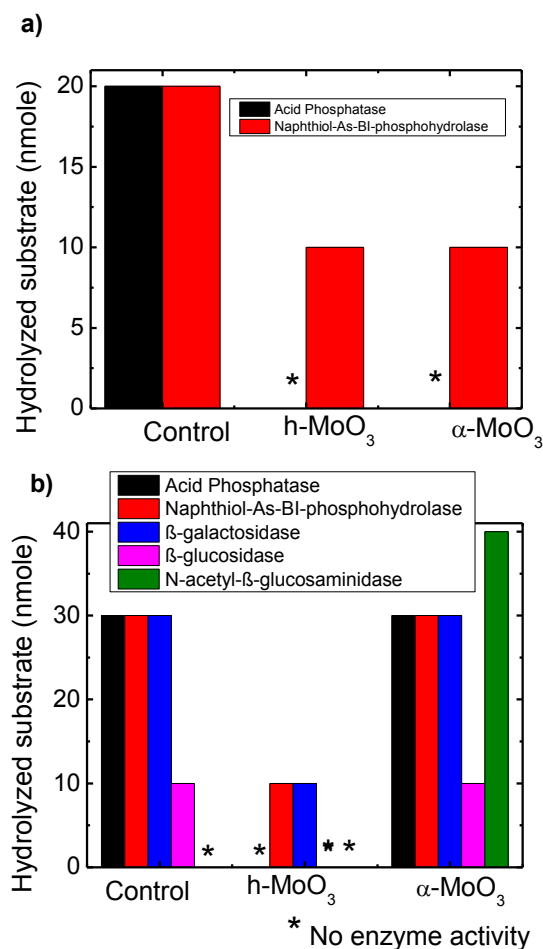 a)
Hydrolyzed substrate (nmole)
20
15
10
5
0
Acid Phosphatase
Naphthiol-As-BI-phosphohydrolase
* *
Control h-MoO₃ α-MoO₃
b)
Hydrolyzed substrate (nmole)
Acid Phosphatase
Naphthiol-As-BI-phosphohydrolase
ß-galactosidase
ß-glucosidase
N-acetyl-ß-glucosaminidase
40
30
20
10
0
* * * *
Control h-MoO₃ α-MoO₃
* No enzyme activity